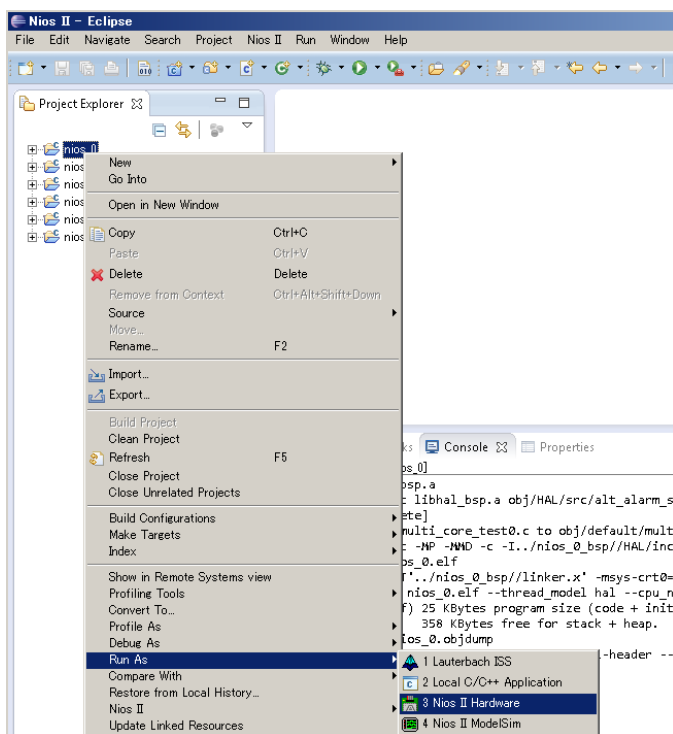 Nios II - Eclipse
File Edit Navigate Search Project Nios II Run Window Help
Project Explorer
nios_0
nios
nios
nios
nios
nios
New
Go Into
Open in New Window
Copy Ctrl+C
Paste Ctrl+V
Delete Delete
Remove from Context Ctrl+Alt+Shift+Down
Source
Move...
Rename... F2
Import...
Export...
Build Project
Clean Project
Refresh F5
Close Project
Close Unrelated Projects
Build Configurations
Make Targets
Index
Show in Remote Systems view
Profiling Tools
Convert To...
Profile As
Debug As
Run As
Compare With
Restore from Local History...
Nios II
Update Linked Resources
1 Lauterbach ISS
2 Local C/C++ Application
3 Nios II Hardware
4 Nios II ModelSim
ks Console Properties
os_0]
bsp.a
c libhal_bsp.a obj/HAL/src/alt_alarm_s
ete]
multi_core_test0.c to obj/default/mult
c -MP -MMD -c -I../nios_0_bsp//HAL/inc
os_0.elf
T'../nios_0_bsp//linker.x' -msys-crt0=
nios_0.elf --thread_model hal --cpu_n
f) 25 KBytes program size (code + init
358 KBytes free for stack + heap.
ios_0.objdump
-header --